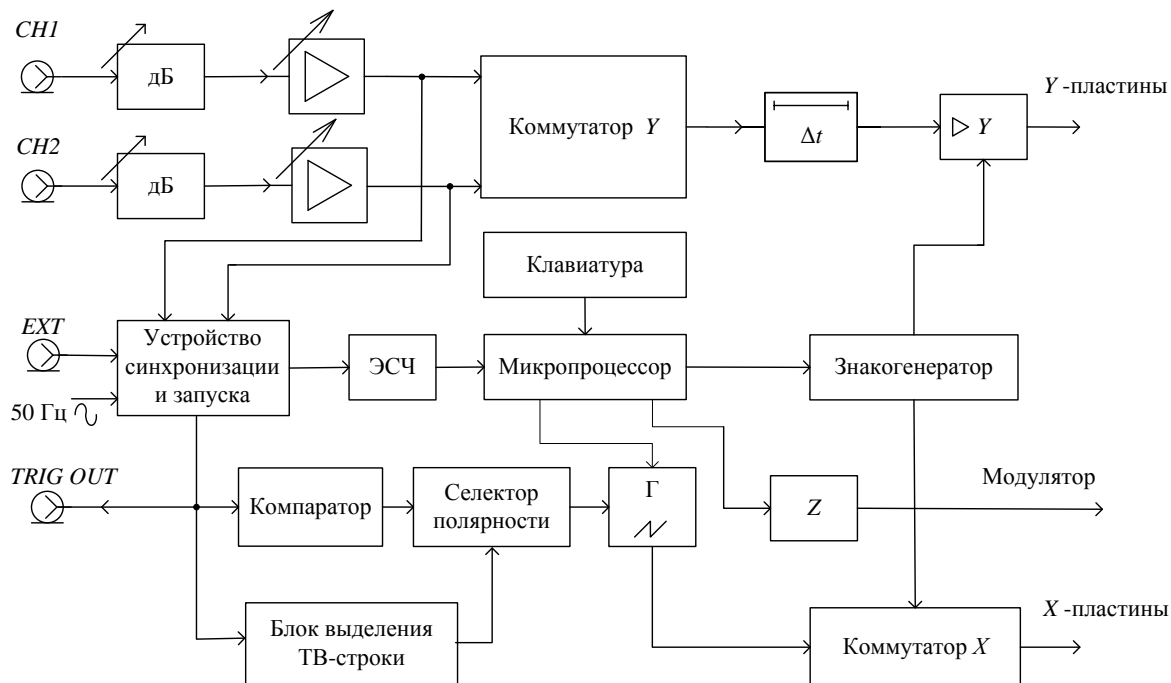 CH1
дБ
Y -пластины
Коммутатор Y
Δt
Y
CH2
дБ
Клавиатура
EXT
Устройство
синхронизации
и запуска
ЭСЧ
Микропроцессор
Знакогенератор
50 Гц
TRIG OUT
Компаратор
Селектор
полярности
Г
Z
Модулятор
Блок выделения
ТВ-строки
Коммутатор X
X -пластины